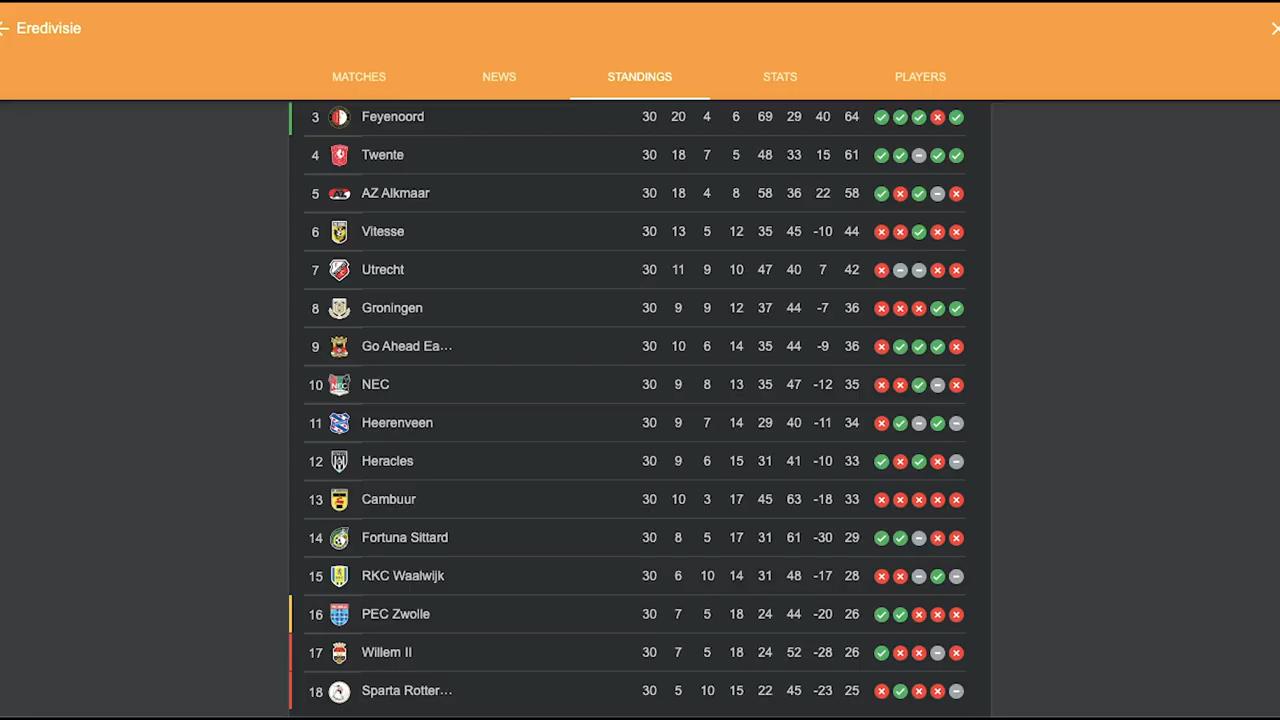 Eredivisie
MATCHES NEWS STANDINGS STATS PLAYERS
3 Feyenoord 30 20 4 6 69 29 40 64
4 Twente 30 18 7 5 48 33 15 61
5 AZ Alkmaar 30 18 4 8 58 36 22 58
6 Vitesse 30 13 5 12 35 45 -10 44
7 Utrecht 30 11 9 10 47 40 7 42
8 Groningen 30 9 9 12 37 44 -7 36
9 Go Ahead Ea... 30 10 6 14 35 44 -9 36
10 NEC 30 9 8 13 35 47 -12 35
11 Heerenveen 30 9 7 14 29 40 -11 34
12 Heracles 30 9 6 15 31 41 -10 33
13 Cambuur 30 10 3 17 45 63 -18 33
14 Fortuna Sittard 30 8 5 17 31 61 -30 29
15 RKC Waalwijk 30 6 10 14 31 48 -17 28
16 PEC Zwolle 30 7 5 18 24 44 -20 26
17 Willem II 30 7 5 18 24 52 -28 26
18 Sparta Rotter... 30 5 10 15 22 45 -23 25